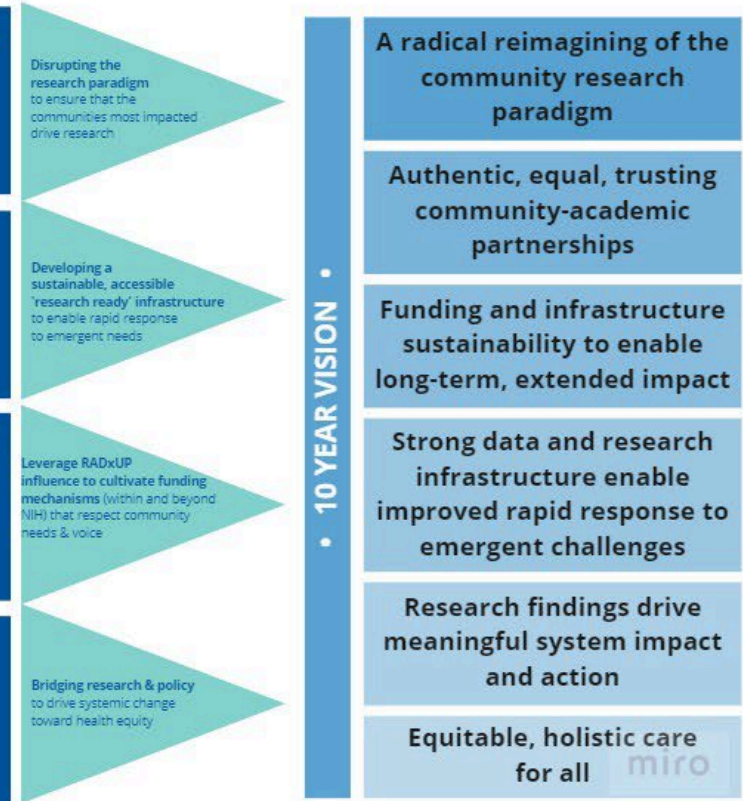 Disrupting the
research paradigm
to ensure that the
communities most impacted
drive research
Developing a
sustainable, accessible
'research ready' infrastructure
to enable rapid response
to emergent needs
Leverage RADxUP
influence to cultivate funding
mechanisms (within and beyond
NIH) that respect community
needs & voice
Bridging research & policy
to drive systemic change
toward health equity
• 10 YEAR VISION •
A radical reimagining of the
community research
paradigm
Authentic, equal, trusting
community-academic
partnerships
Funding and infrastructure
sustainability to enable
long-term, extended impact
Strong data and research
infrastructure enable
improved rapid response to
emergent challenges
Research findings drive
meaningful system impact
and action
Equitable, holistic care
for all
miro